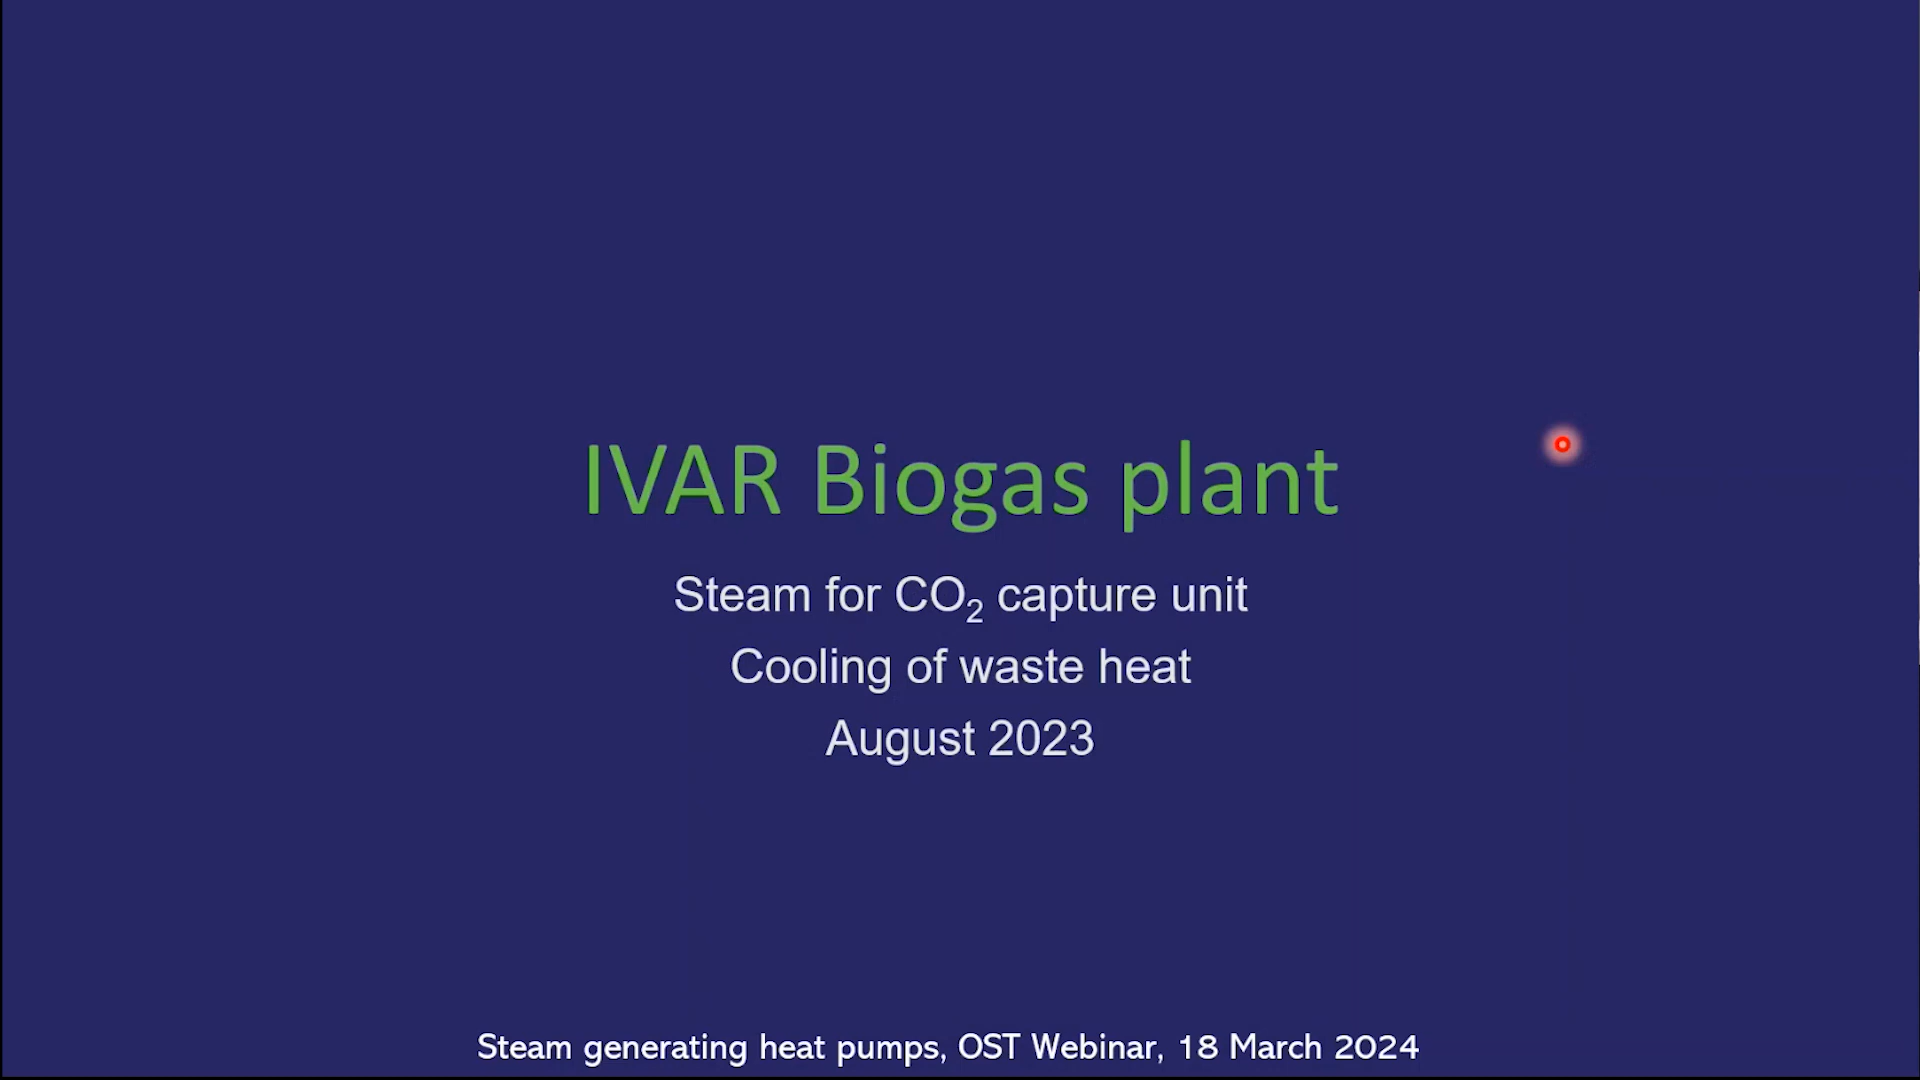 IVAR Biogas plant
Steam for CO₂ capture unit
Cooling of waste heat
August 2023
Steam generating heat pumps, OST Webinar, 18 March 2024